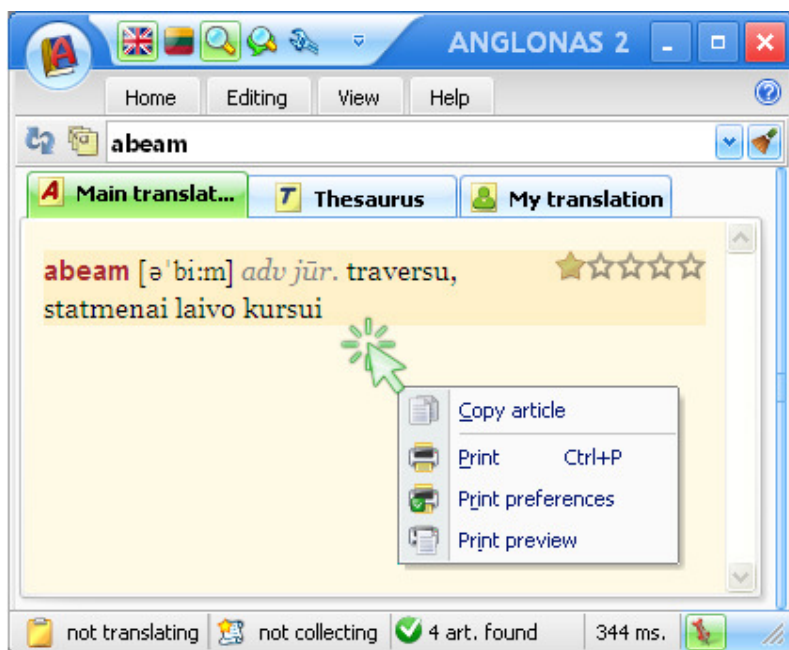 ANGLONAS 2
Home Editing View Help
abeam
Main translat... Thesaurus My translation
abeam [əˈbi:m] adv jūr. traversu,
statmenai laivo kursui
Copy article
Print Ctrl+P
Print preferences
Print preview
not translating not collecting 4 art. found 344 ms.